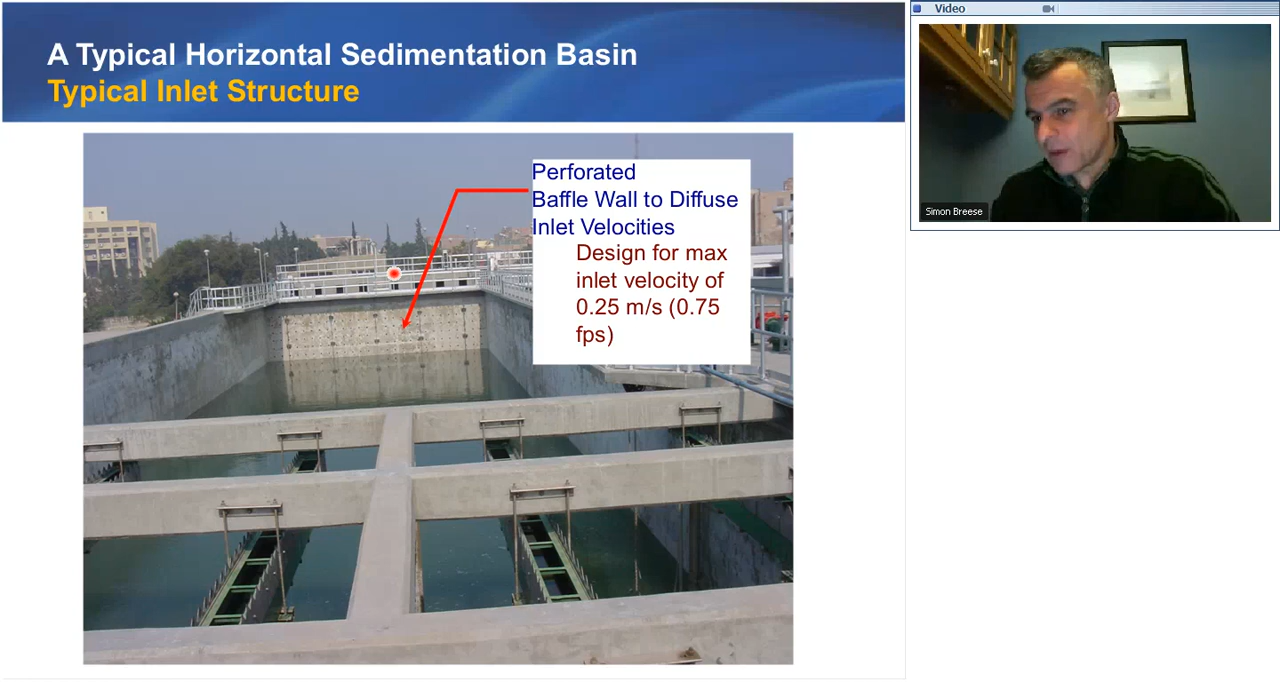 A Typical Horizontal Sedimentation Basin
Typical Inlet Structure
Perforated
Baffle Wall to Diffuse
Inlet Velocities
Design for max
inlet velocity of
0.25 m/s (0.75
fps)
Video
Simon Breese